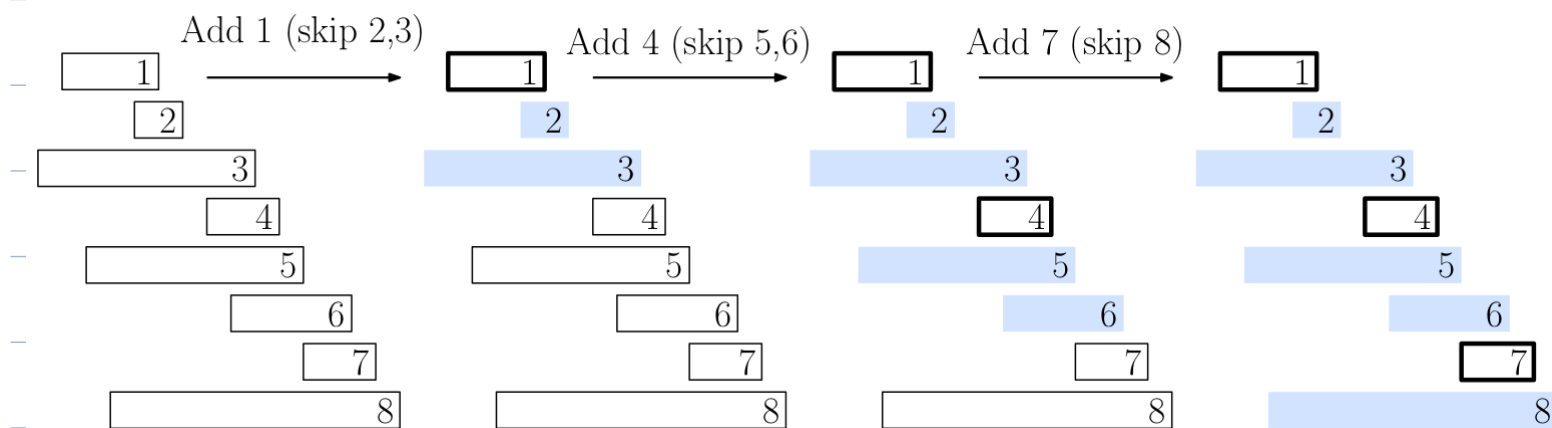 Add 1 (skip 2,3)
Add 4 (skip 5,6)
Add 7 (skip 8)
1 1 1 1
2 2 2 2
3 3 3 3
4 4 4 4
5 5 5 5
6 6 6 6
7 7 7 7
8 8 8 8